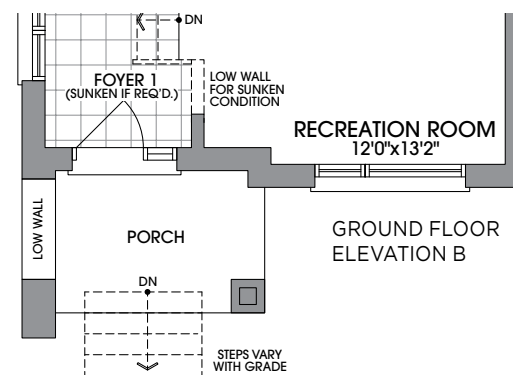 DN
FOYER 1
(SUNKEN IF REQ'D.)
LOW WALL
FOR SUNKEN
CONDITION
RECREATION ROOM
12'0"x13'2"
LOW WALL
PORCH
GROUND FLOOR
ELEVATION B
DN
STEPS VARY
WITH GRADE